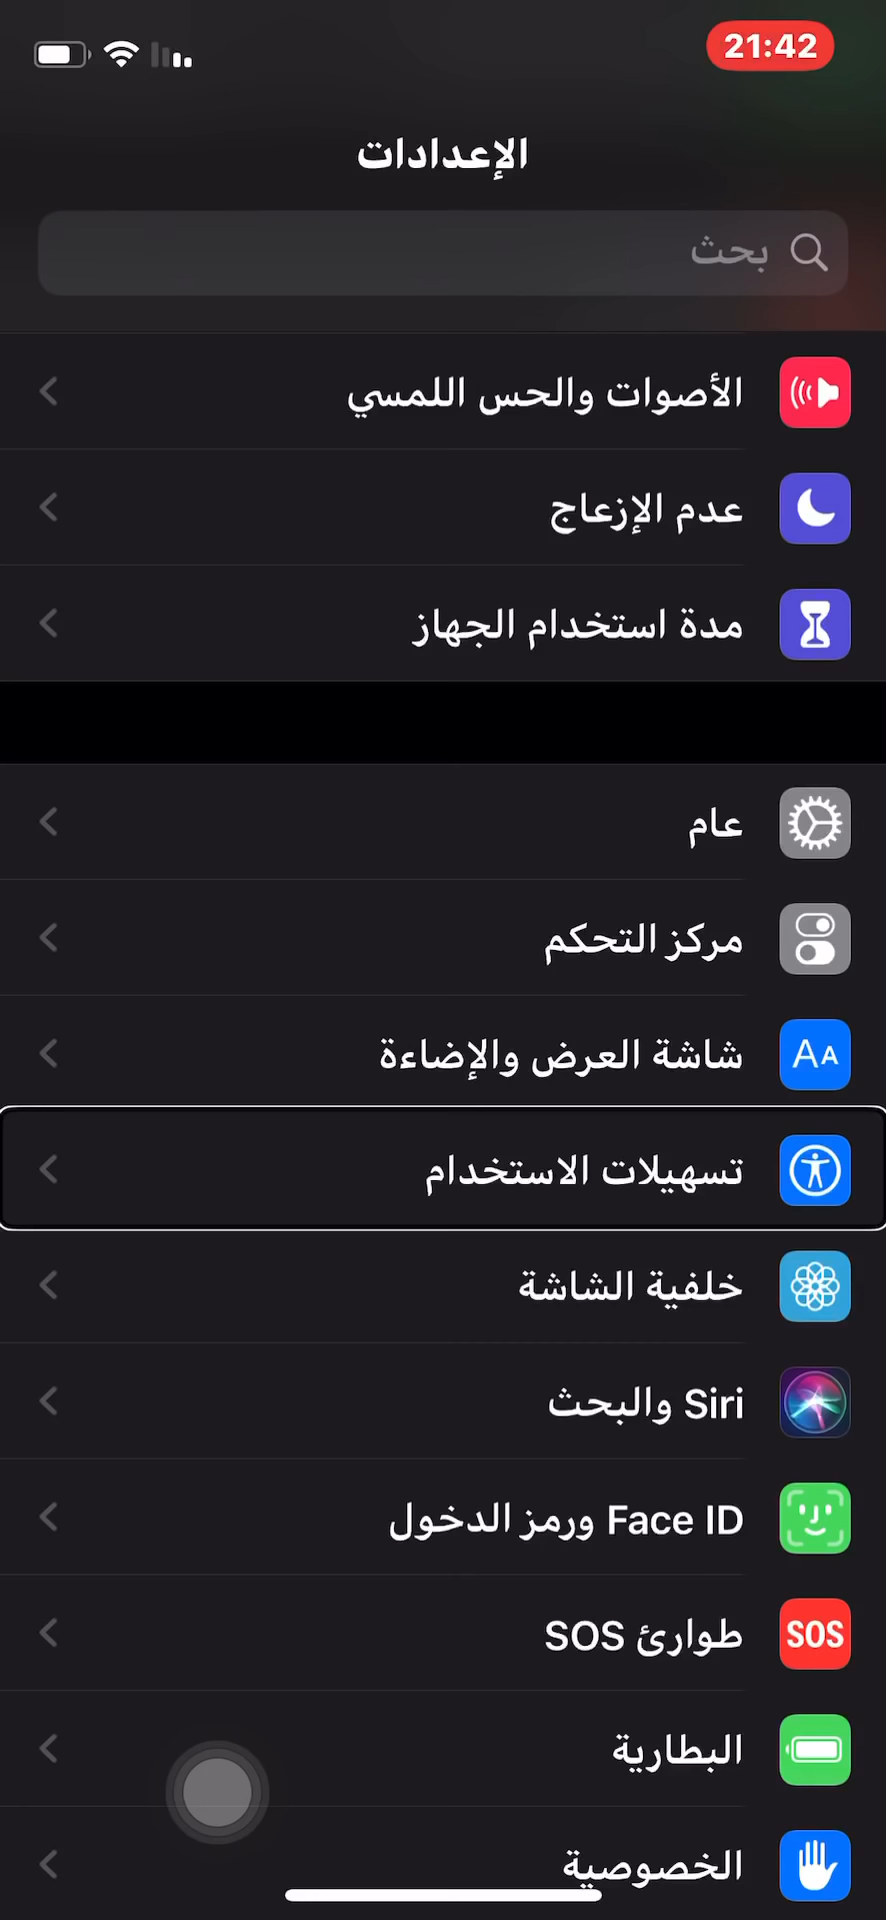 21:42
الإعدادات
بحث
الأصوات والحس اللمسي
عدم الإزعاج
مدة استخدام الجهاز
عام
مركز التحكم
شاشة العرض والإضاءة
AA
تسهيلات الاستخدام
خلفية الشاشة
Siri والبحث
Face ID ورمز الدخول
طوارئ SOS
SOS
البطارية
الخصوصية